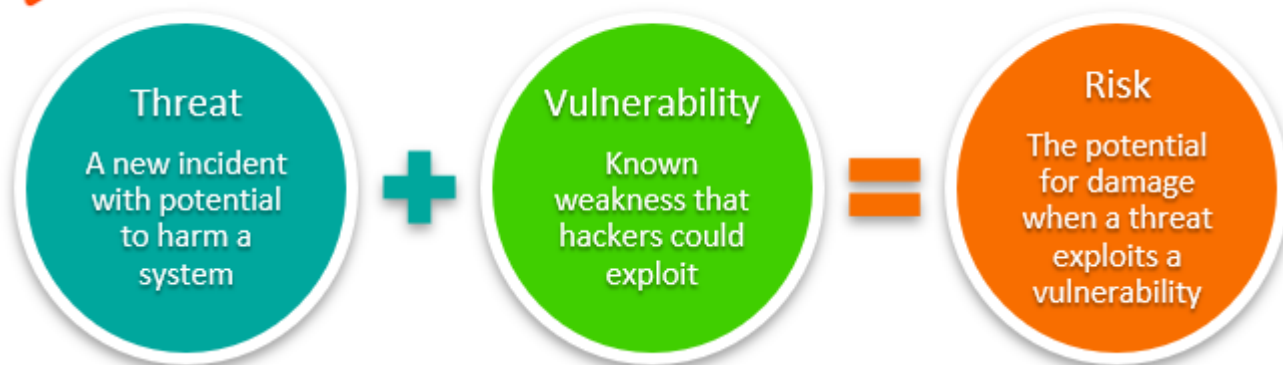 Threat
A new incident
with potential
to harm a
system
Vulnerability
Known
weakness that
hackers could
exploit
Risk
The potential
for damage
when a threat
exploits a
vulnerability